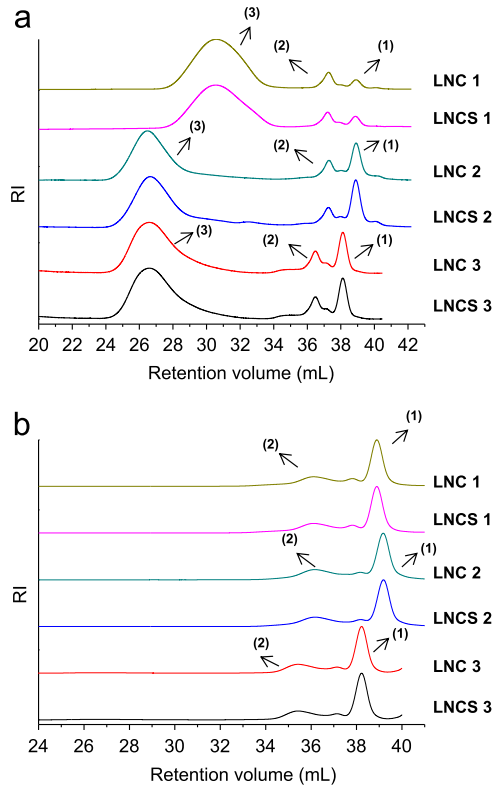 a
(3)
(2)
(1)
LNC 1
LNCS 1
(3)
(2)
(1)
LNC 2
LNCS 2
(3)
(2)
(1)
LNC 3
LNCS 3
RI
20 22 24 26 28 30 32 34 36 38 40 42
Retention volume (mL)
b
(1)
(2)
LNC 1
LNCS 1
(2)
(1)
LNC 2
LNCS 2
(2)
(1)
LNC 3
LNCS 3
RI
24 26 28 30 32 34 36 38 40
Retention volume (mL)